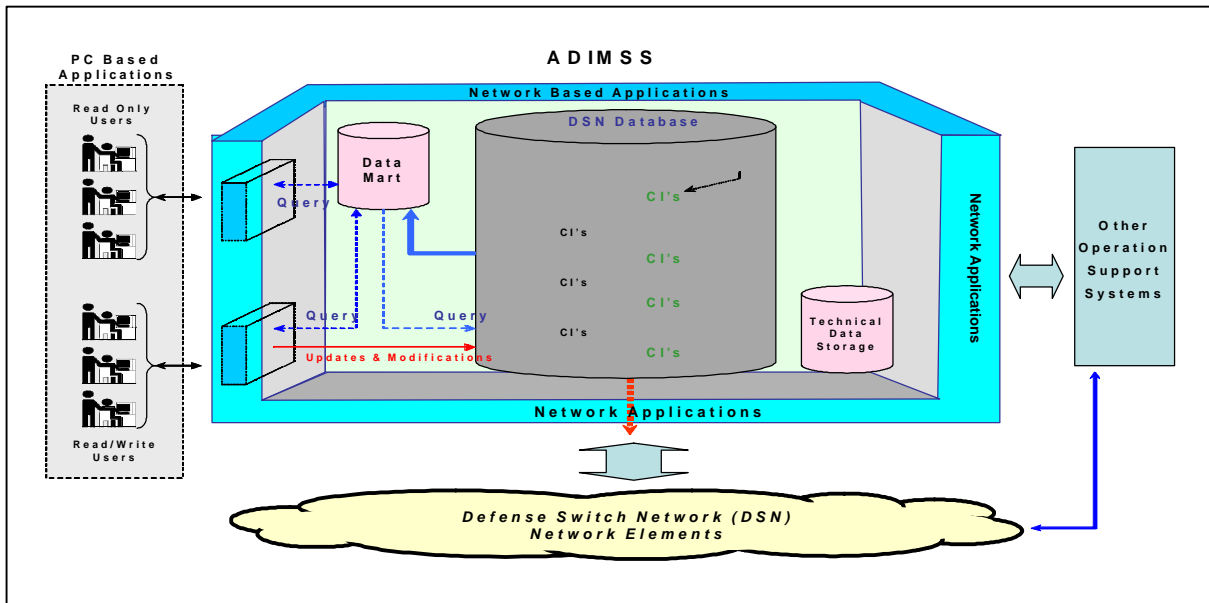 ADIMSS
PC Based
Applications
Read Only
Users
Read/Write
Users
Network Based Applications
DSN Database
Data
Mart
Query
Query
Query
Updates & Modifications
CI's
CI's
CI's
CI's
CI's
CI's
CI's
Technical
Data
Storage
Network Applications
Network Applications
Other
Operation
Support
Systems
Defense Switch Network (DSN)
Network Elements